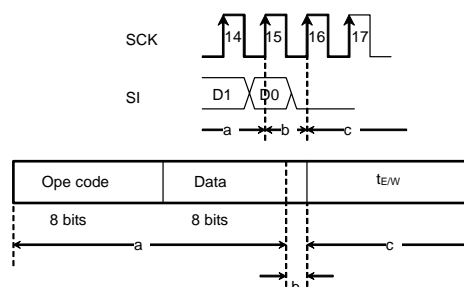 SCK 14 15 16 17
SI D1 D0
a b c
Ope code Data tE/W
8 bits 8 bits
a c
b